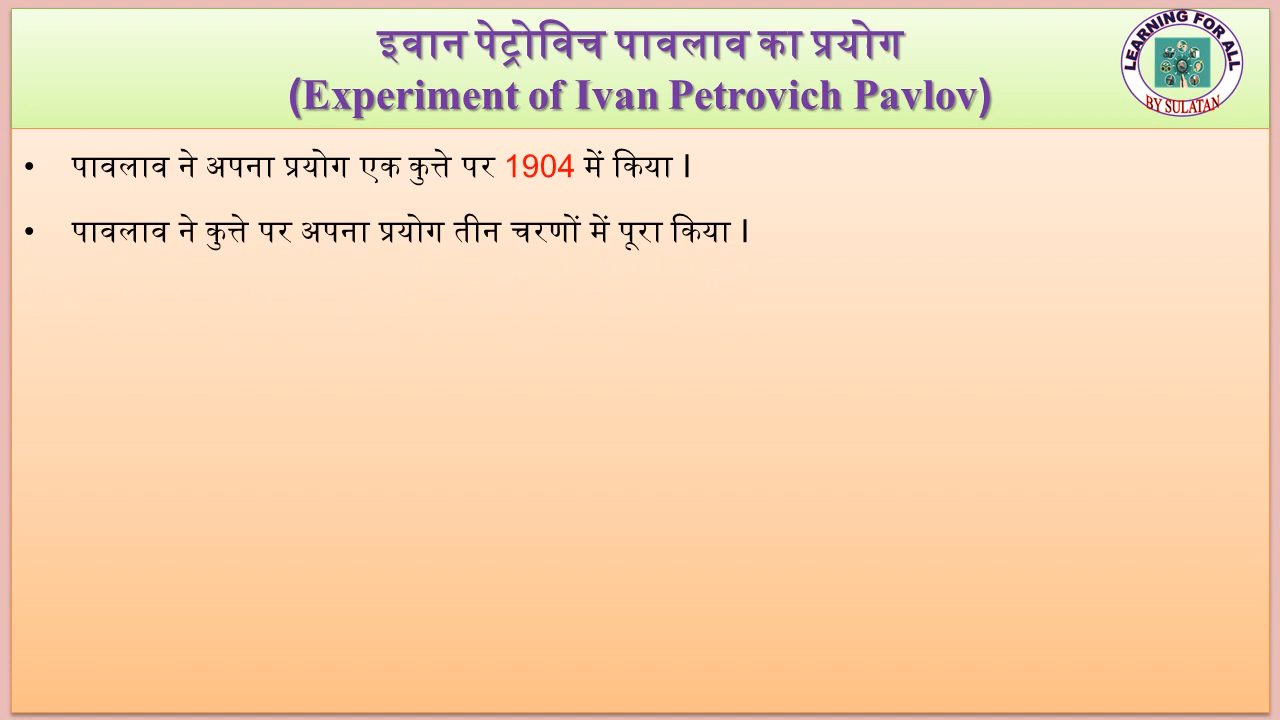 इवान पेट्रोविच पावलाव का प्रयोग
(Experiment of Ivan Petrovich Pavlov)
LEARNING FOR ALL
BY SULATAN
• पावलाव ने अपना प्रयोग एक कुत्ते पर 1904 में किया l
• पावलाव ने कुत्ते पर अपना प्रयोग तीन चरणों में पूरा किया l